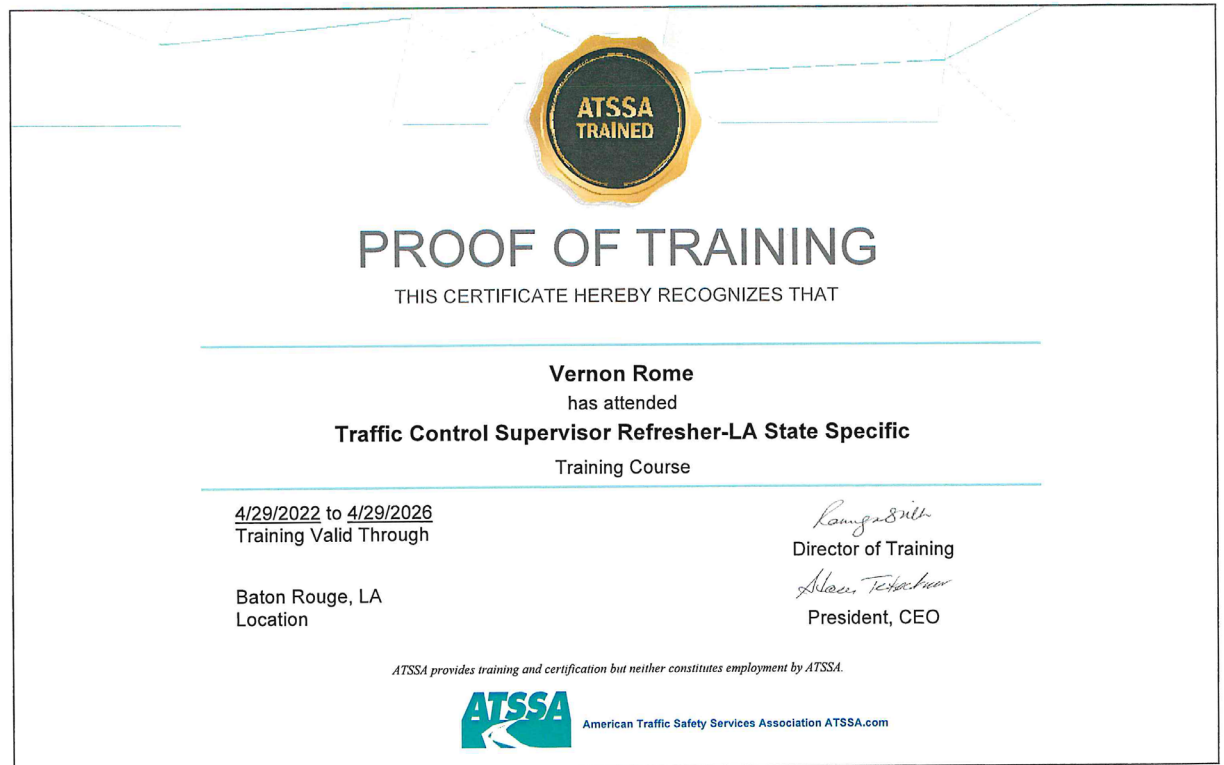 ATSSA
TRAINED
PROOF OF TRAINING
THIS CERTIFICATE HEREBY RECOGNIZES THAT
Vernon Rome
has attended
Traffic Control Supervisor Refresher-LA State Specific
Training Course
4/29/2022 to 4/29/2026
Training Valid Through
Baton Rouge, LA
Location
Director of Training
President, CEO
ATSSA provides training and certification but neither constitutes employment by ATSSA.
ATSSA
American Traffic Safety Services Association ATSSA.com